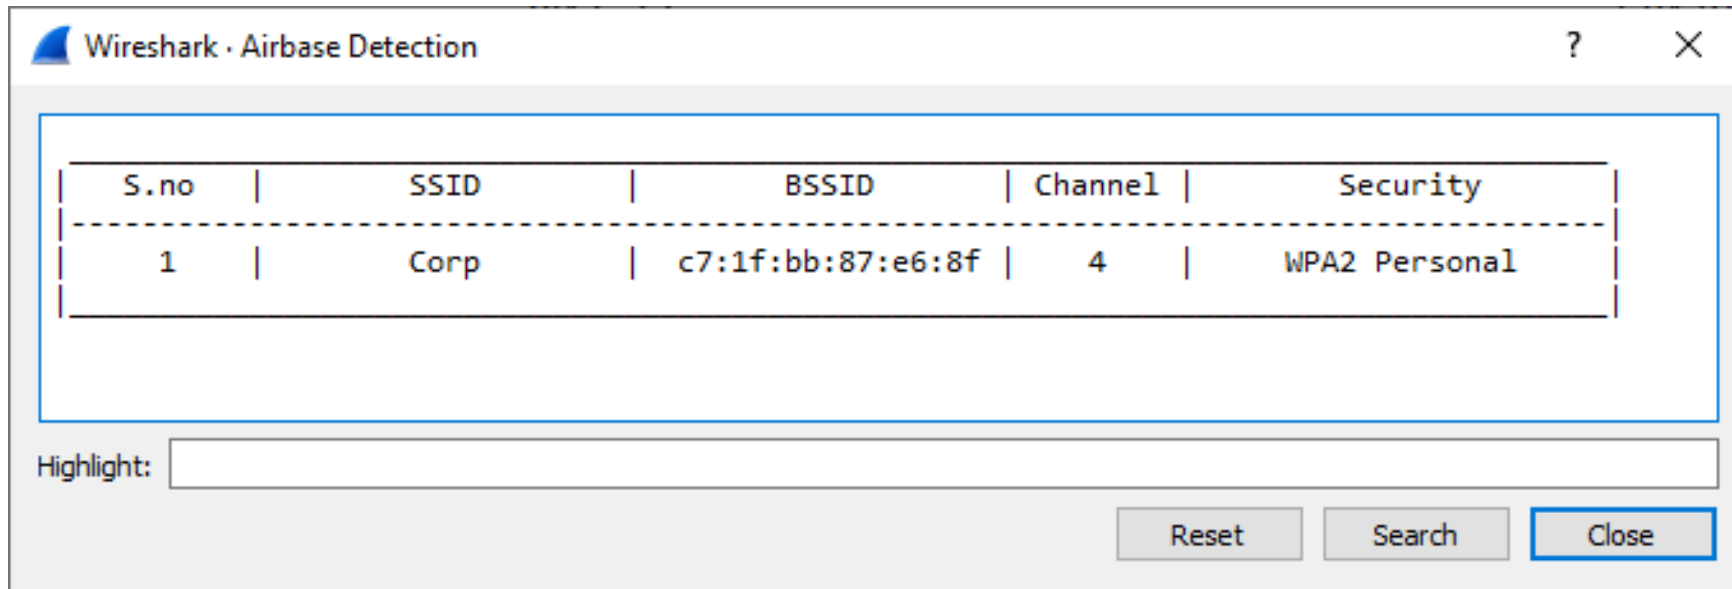 Wireshark · Airbase Detection
S.no | SSID | BSSID | Channel | Security
1 | Corp | c7:1f:bb:87:e6:8f | 4 | WPA2 Personal
Highlight:
Reset Search Close